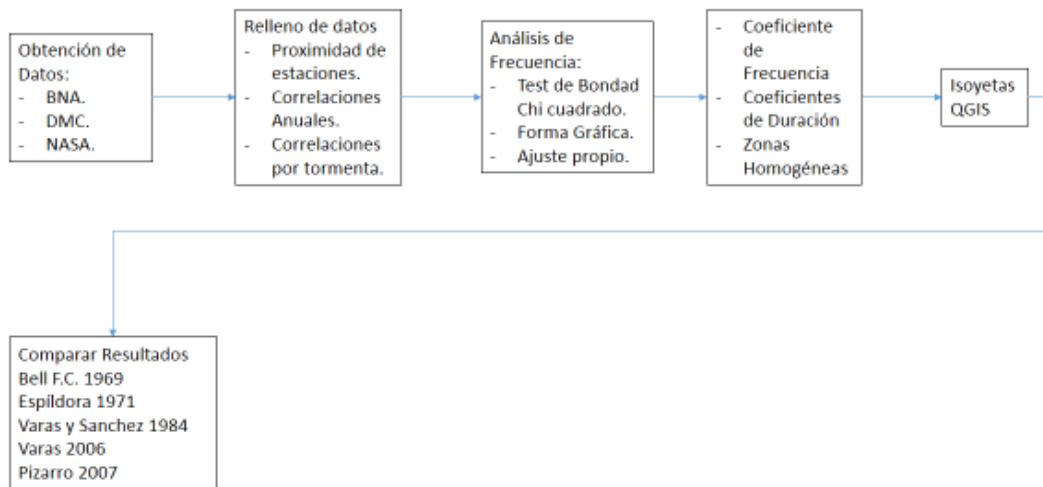 Obtención de
Datos:
- BNA.
- DMC.
- NASA.
Relleno de datos
- Proximidad de
estaciones.
- Correlaciones
Anuales.
- Correlaciones
por tormenta.
Análisis de
Frecuencia:
- Test de Bondad
Chi cuadrado.
- Forma Gráfica.
- Ajuste propio.
- Coeficiente
de
Frecuencia
- Coeficientes
de Duración
- Zonas
Homogéneas
Isoyetas
QGIS
Comparar Resultados
Bell F.C. 1969
Espíldora 1971
Varas y Sanchez 1984
Varas 2006
Pizarro 2007